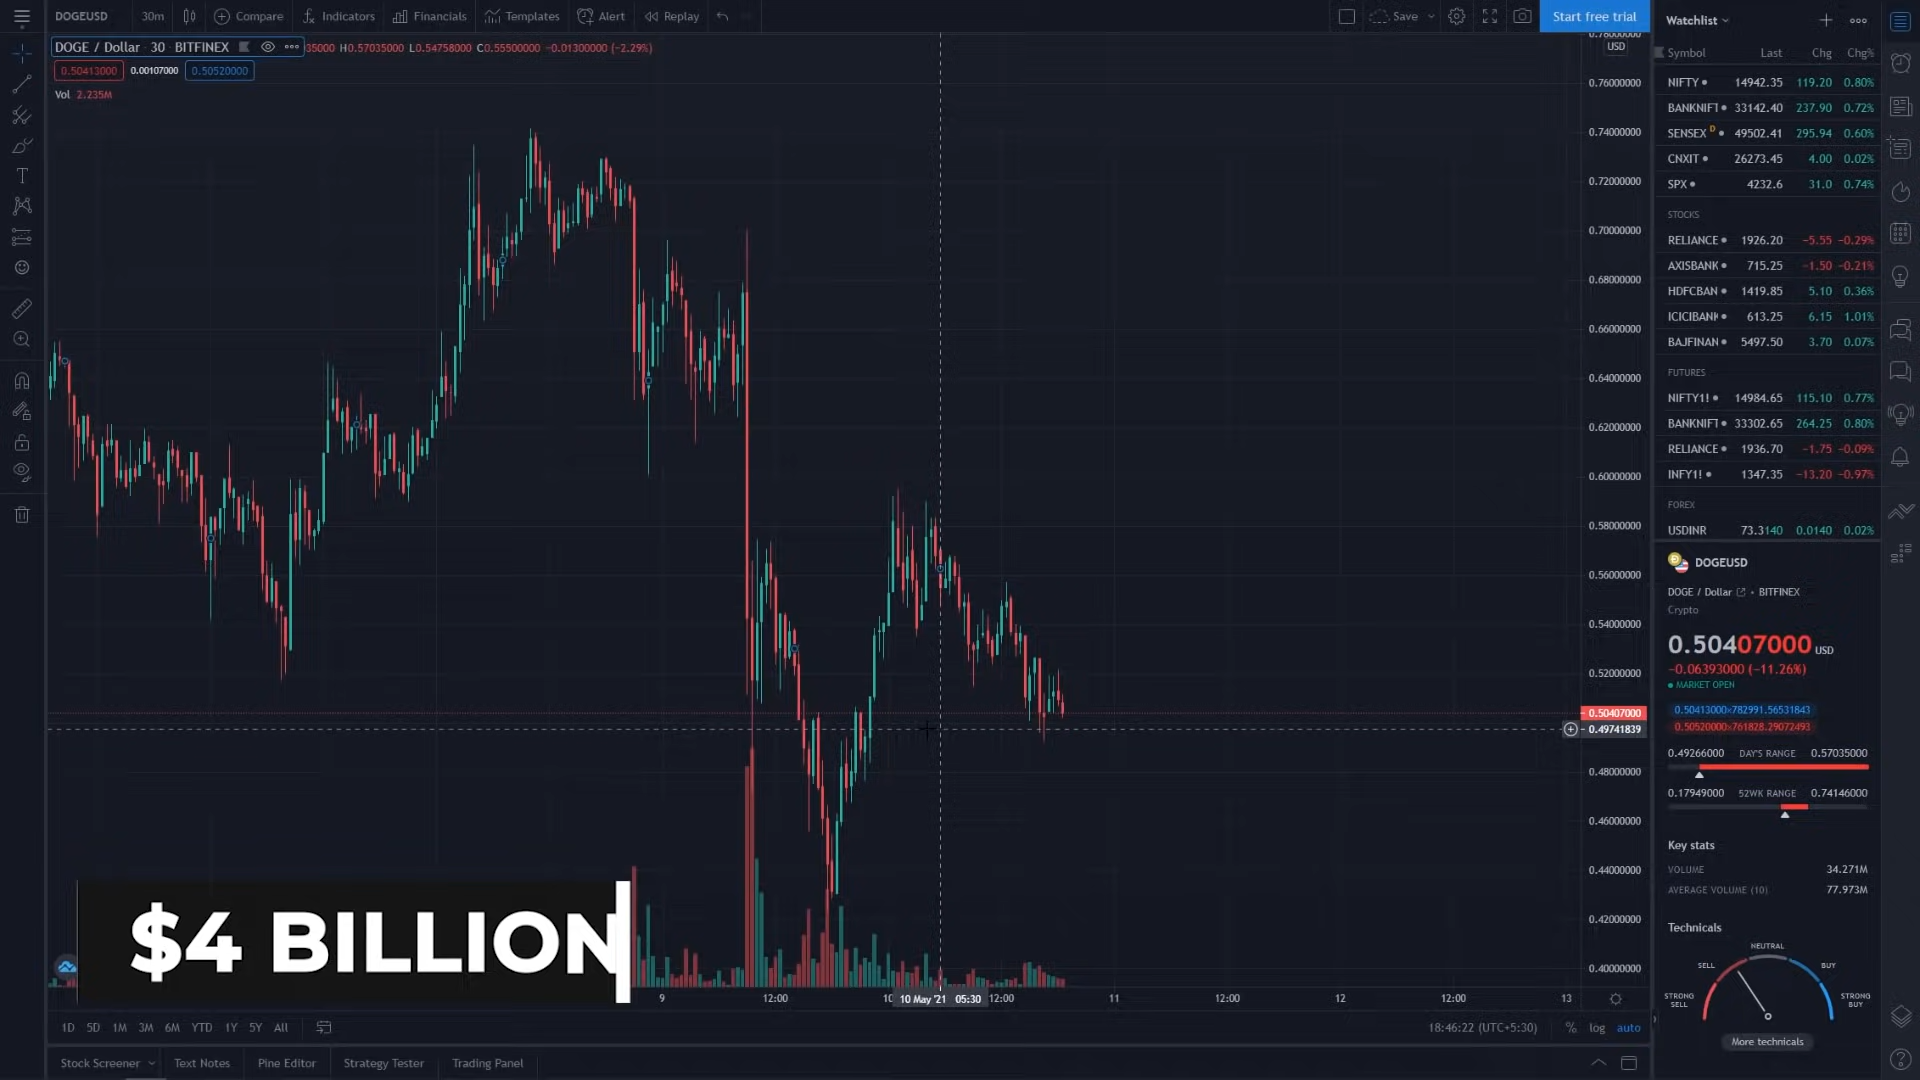 DOGEUSD 30m Compare Indicators Financials Templates Alert Replay Save Start free trial
DOGE / Dollar · 30 · BITFINEX 35000 H0.57035000 L0.54758000 C0.55500000 −0.01300000 (−2.29%)
0.50413000 0.00107000 0.50520000
Vol 2.235M
USD
0.76000000
0.74000000
0.72000000
0.70000000
0.68000000
0.66000000
0.64000000
0.62000000
0.60000000
0.58000000
0.56000000
0.54000000
0.52000000
0.50407000
0.49741839
0.48000000
0.46000000
0.44000000
0.42000000
0.40000000
$4 BILLION
9 12:00 10 May '21 05:30 12:00 11 12:00 12 12:00 13
1D 5D 1M 3M 6M YTD 1Y 5Y All 18:46:22 (UTC+5:30) % log auto
Stock Screener Text Notes Pine Editor Strategy Tester Trading Panel
Watchlist
Symbol Last Chg Chg%
NIFTY 14942.35 119.20 0.80%
BANKNIFT 33142.40 237.90 0.72%
SENSEX D 49502.41 295.94 0.60%
CNXIT 26273.45 4.00 0.02%
SPX 4232.6 31.0 0.74%
STOCKS
RELIANCE 1926.20 −5.55 −0.29%
AXISBANK 715.25 −1.50 −0.21%
HDFCBAN 1419.85 5.10 0.36%
ICICIBANK 613.25 6.15 1.01%
BAJFINAN 5497.50 3.70 0.07%
FUTURES
NIFTY1! 14984.65 115.10 0.77%
BANKNIFT 33302.65 264.25 0.80%
RELIANCE 1936.70 −1.75 −0.09%
INFY1! 1347.35 −13.20 −0.97%
FOREX
USDINR 73.3140 0.0140 0.02%
DOGEUSD
DOGE / Dollar • BITFINEX
Crypto
0.50407000 USD
−0.06393000 (−11.26%)
MARKET OPEN
0.50413000×782991.56531843
0.50520000×761828.29072493
0.49266000 DAY'S RANGE 0.57035000
0.17949000 52WK RANGE 0.74146000
Key stats
VOLUME 34.271M
AVERAGE VOLUME (10) 77.973M
Technicals
NEUTRAL
SELL BUY
STRONG SELL STRONG BUY
More technicals